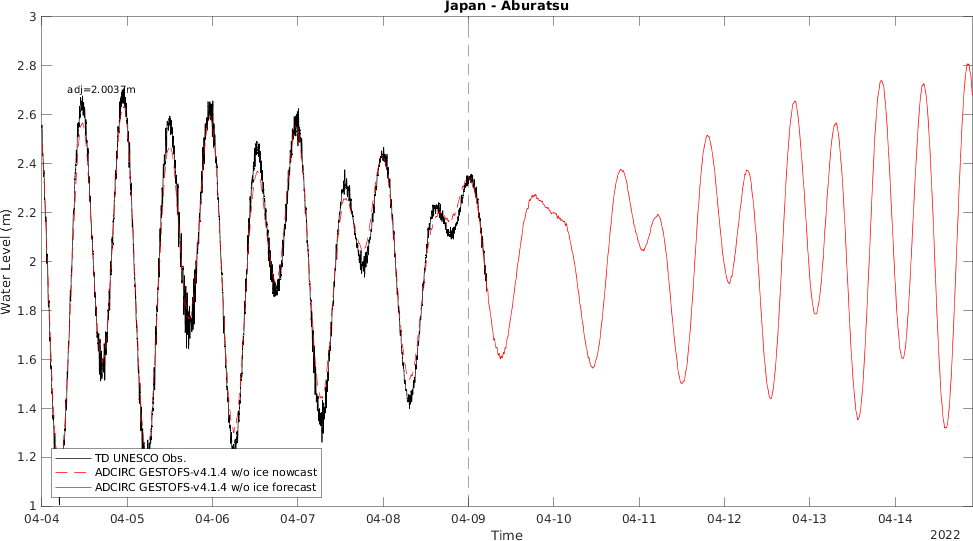 Japan - Aburatsu
3
2.8
2.6
2.4
2.2
2
1.8
1.6
1.4
1.2
1
Water Level (m)
adj=2.0037m
TD UNESCO Obs.
ADCIRC GESTOFS-v4.1.4 w/o ice nowcast
ADCIRC GESTOFS-v4.1.4 w/o ice forecast
04-04 04-05 04-06 04-07 04-08 04-09 04-10 04-11 04-12 04-13 04-14
Time
2022